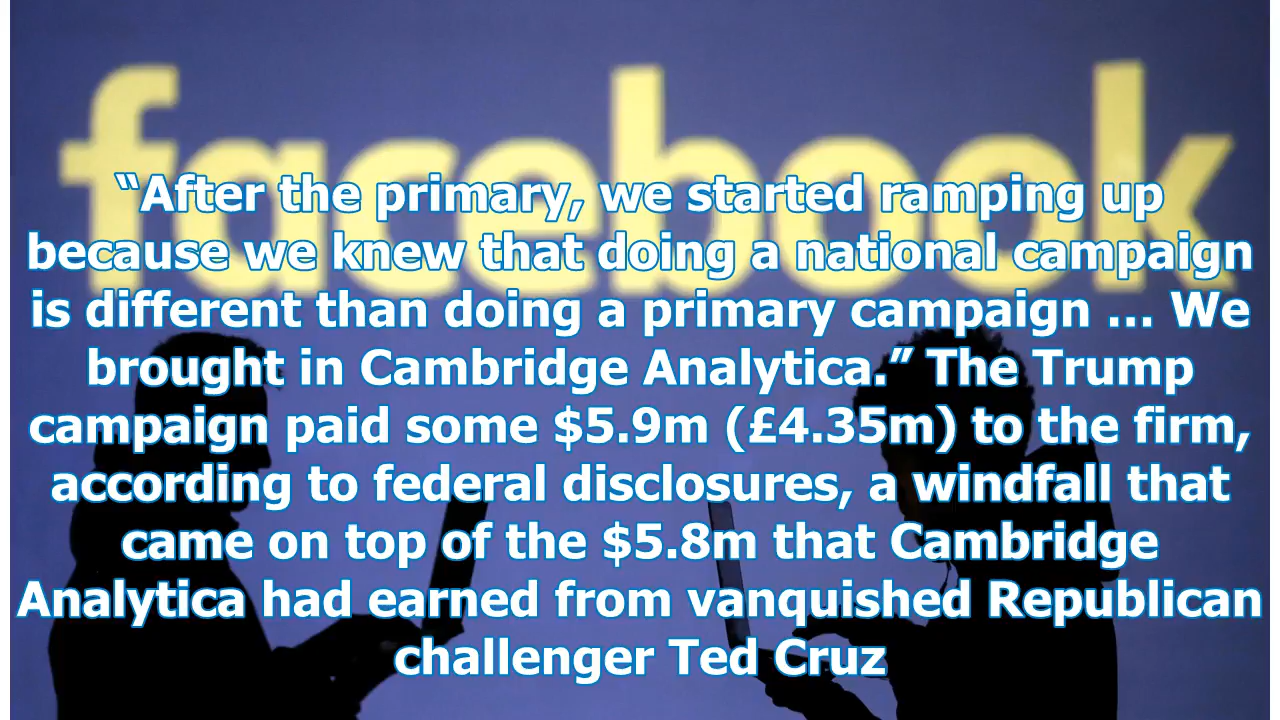 facebook
“After the primary, we started ramping up
because we knew that doing a national campaign
is different than doing a primary campaign ... We
brought in Cambridge Analytica.” The Trump
campaign paid some $5.9m (£4.35m) to the firm,
according to federal disclosures, a windfall that
came on top of the $5.8m that Cambridge
Analytica had earned from vanquished Republican
challenger Ted Cruz